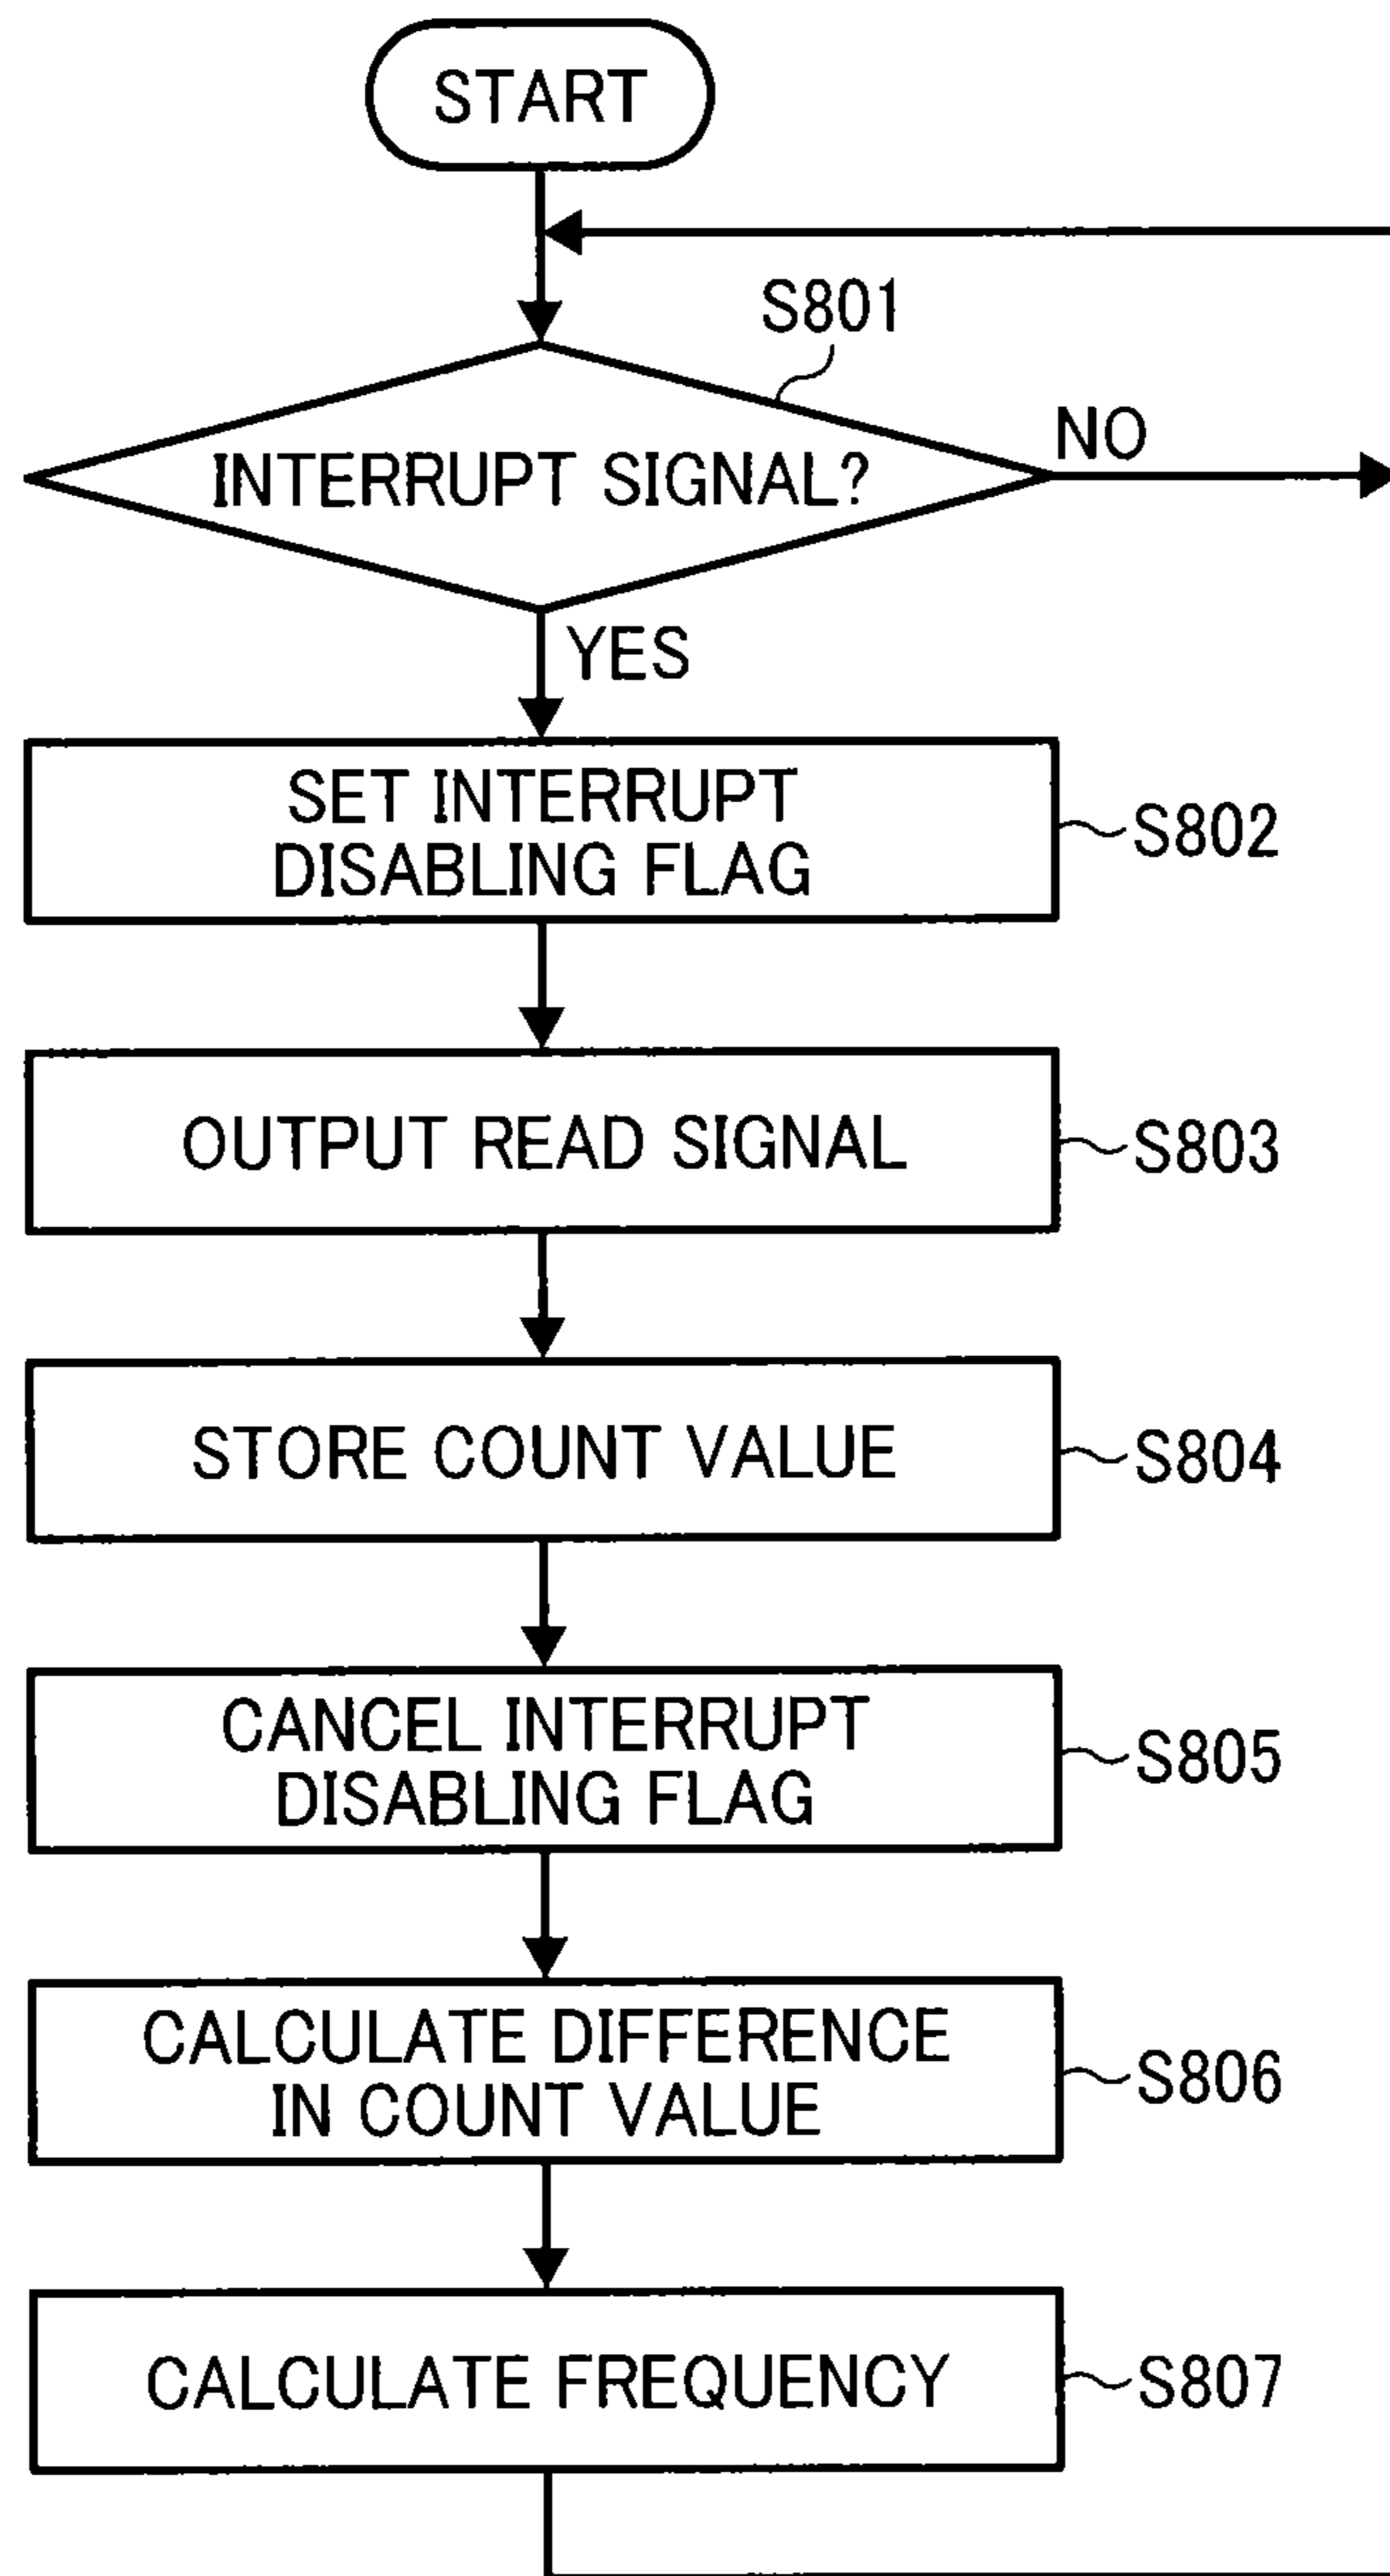 START
S801
INTERRUPT SIGNAL?
NO
YES
SET INTERRUPT
DISABLING FLAG
S802
OUTPUT READ SIGNAL
S803
STORE COUNT VALUE
S804
CANCEL INTERRUPT
DISABLING FLAG
S805
CALCULATE DIFFERENCE
IN COUNT VALUE
S806
CALCULATE FREQUENCY
S807